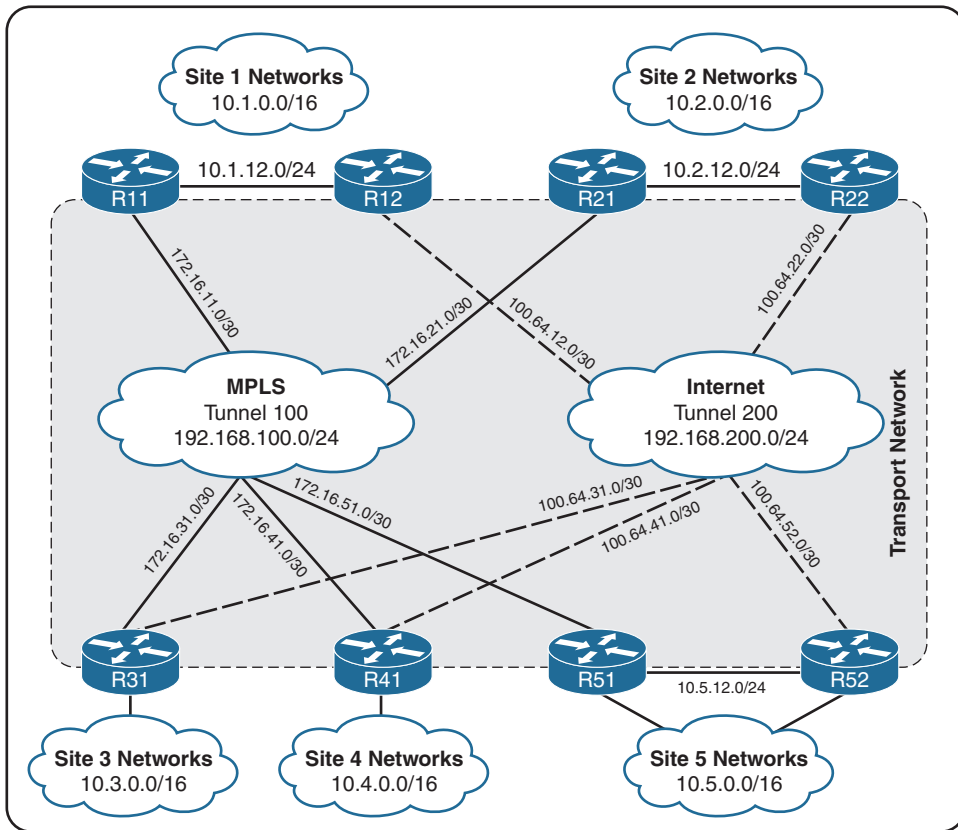 Site 1 Networks
10.1.0.0/16
Site 2 Networks
10.2.0.0/16
R11
10.1.12.0/24
R12
R21
10.2.12.0/24
R22
172.16.11.0/30
100.64.12.0/30
172.16.21.0/30
100.64.22.0/30
MPLS
Tunnel 100
192.168.100.0/24
Internet
Tunnel 200
192.168.200.0/24
Transport Network
172.16.31.0/30
172.16.41.0/30
172.16.51.0/30
100.64.31.0/30
100.64.41.0/30
100.64.52.0/30
R31
R41
R51
10.5.12.0/24
R52
Site 3 Networks
10.3.0.0/16
Site 4 Networks
10.4.0.0/16
Site 5 Networks
10.5.0.0/16